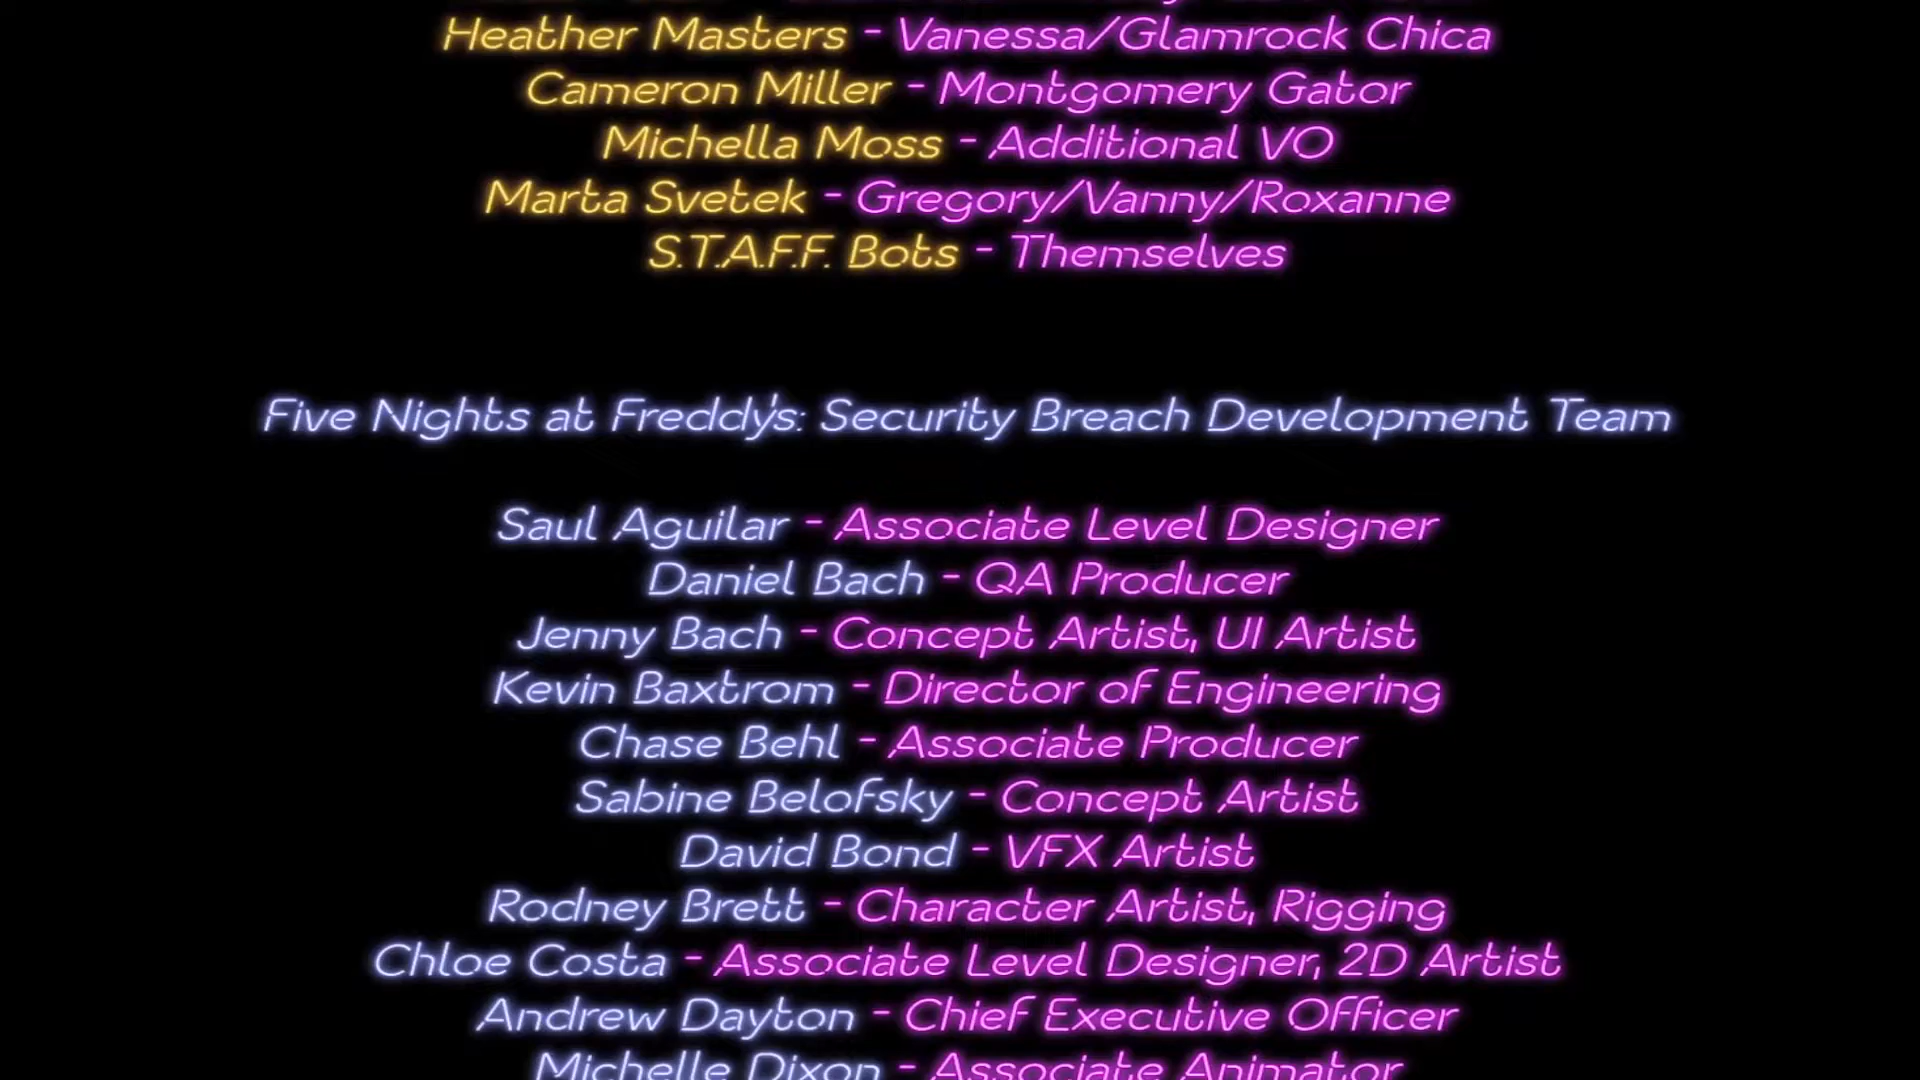 Heather Masters - Vanessa/Glamrock Chica
Cameron Miller - Montgomery Gator
Michella Moss - Additional VO
Marta Svetek - Gregory/Vanny/Roxanne
S.T.A.F.F. Bots - Themselves
Five Nights at Freddy's: Security Breach Development Team
Saul Aguilar - Associate Level Designer
Daniel Bach - QA Producer
Jenny Bach - Concept Artist, UI Artist
Kevin Baxtrom - Director of Engineering
Chase Behl - Associate Producer
Sabine Belofsky - Concept Artist
David Bond - VFX Artist
Rodney Brett - Character Artist, Rigging
Chloe Costa - Associate Level Designer, 2D Artist
Andrew Dayton - Chief Executive Officer
Michelle Dixon - Associate Animator